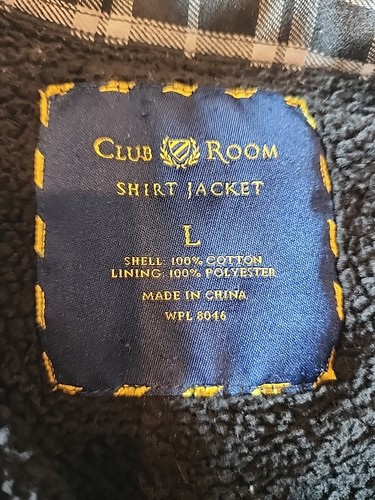 CLUB ROOM
SHIRT JACKET
L
SHELL: 100% COTTON
LINING: 100% POLYESTER
MADE IN CHINA
WPL 8046